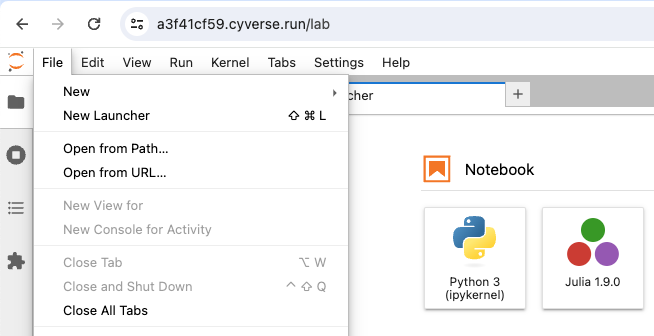 a3f41cf59.cyverse.run/lab
File Edit View Run Kernel Tabs Settings Help
New
New Launcher ⇧ ⌘ L
cher +
Open from Path...
Open from URL...
New View for
New Console for Activity
Close Tab ⌥ W
Close and Shut Down ⌃ ⇧ Q
Close All Tabs
Notebook
Python 3
(ipykernel)
Julia 1.9.0